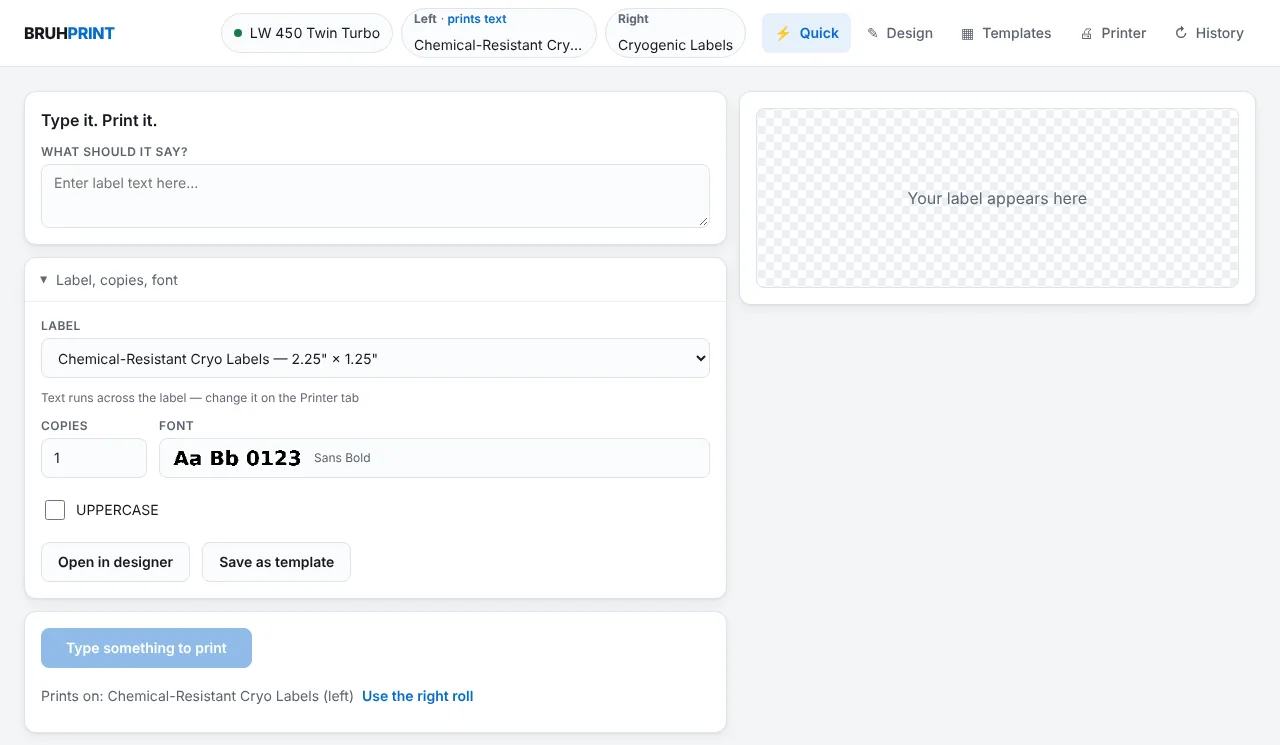 BRUHPRINT
LW 450 Twin Turbo
Left · prints text
Chemical-Resistant Cry...
Right
Cryogenic Labels
Quick
Design
Templates
Printer
History
Type it. Print it.
WHAT SHOULD IT SAY?
Enter label text here...
Your label appears here
Label, copies, font
LABEL
Chemical-Resistant Cryo Labels — 2.25" × 1.25"
Text runs across the label — change it on the Printer tab
COPIES FONT
1 Aa Bb 0123 Sans Bold
UPPERCASE
Open in designer Save as template
Type something to print
Prints on: Chemical-Resistant Cryo Labels (left) Use the right roll